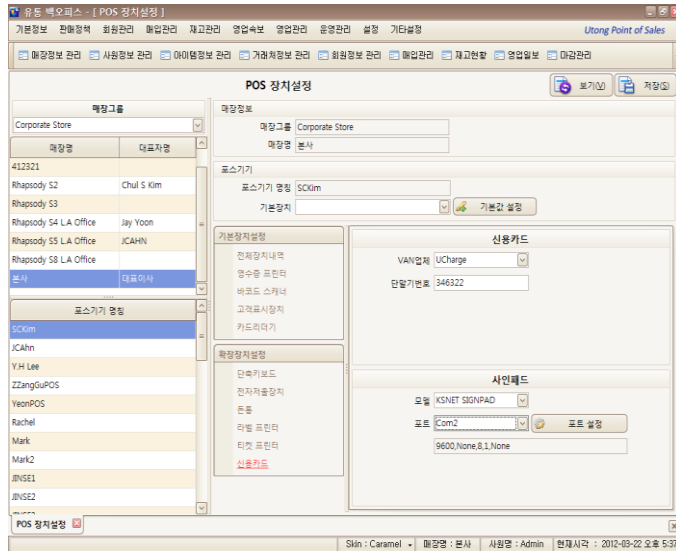 유통 백오피스 - [ POS 장치설정 ]
기본정보 판매정책 회원관리 매입관리 재고관리 영업속보 영업관리 운영관리 설정 기타설정 Utong Point of Sales
매장정보 관리 사원정보 관리 아이템정보 관리 거래처정보 관리 회원정보 관리 매입관리 재고현황 영업일보 마감관리
POS 장치설정 보기(V) 저장(S)
매장그룹
Corporate Store
매장명 대표자명
412321
Rhapsody S2 Chul S Kim
Rhapsody S3
Rhapsody S4 L.A Office Jay Yoon
Rhapsody S5 L.A Office JCAHN
Rhapsody S8 L.A Office
본사 대표이사
포스기기 명칭
SCKim
JCAhn
Y.H Lee
ZZangGuPOS
YeonPOS
Rachel
Mark
Mark2
JINSE1
JINSE2
매장정보
매장그룹 Corporate Store
매장명 본사
포스기기
포스기기 명칭 SCKim
기본장치 기본값 설정
기본장치설정
전체장치내역
영수증 프린터
바코드 스캐너
고객표시장치
카드리더기
확장장치설정
단축키보드
전자저울장치
돈통
라벨 프린터
티켓 프린터
신용카드
신용카드
VAN업체 UCharge
단말기번호 346322
사인패드
모델 KSNET SIGNPAD
포트 Com2 포트 설정
9600,None,8,1,None
POS 장치설정
Skin : Caramel 매장명 : 본사 사원명 : Admin 현재시각 : 2012-03-22 오후 5:37